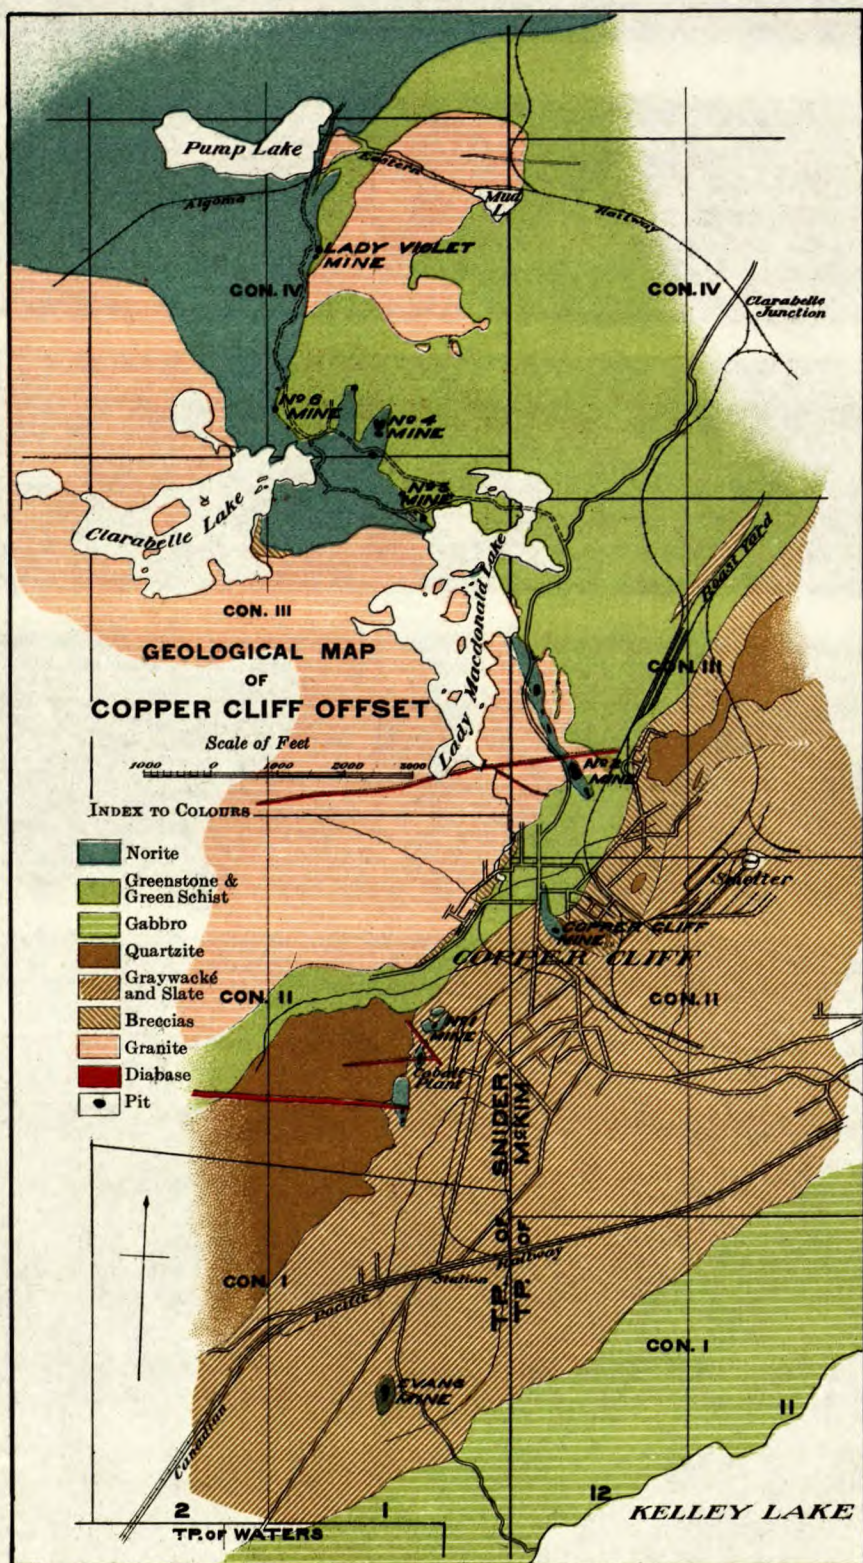 Pump Lake
Algoma
Eastern
Mud
L.
Railway
LADY VIOLET
MINE
CON. IV
CON. IV
Clarabelle
Junction
No 6
MINE
No 4
MINE
No 5
MINE
Clarabelle Lake
Lady Macdonald Lake
Roast Yard
CON. III
CON. III
GEOLOGICAL MAP
OF
COPPER CLIFF OFFSET
Scale of Feet
1000 0 1000 2000 3000
No 2
MINE
INDEX TO COLOURS
Norite
Greenstone &
Green Schist
Gabbro
Quartzite
Graywacké
and Slate
Breccias
Granite
Diabase
Pit
Smelter
COPPER CLIFF
MINE
COPPER CLIFF
CON. II
CON. II
No 1
MINE
Cobalt
Plant
TP. OF SNIDER
TP. OF McKIM
CON. I
Canadian
Pacific
Station
Railway
CON. I
EVANS
MINE
11
12
2
1
TP. OF WATERS
KELLEY LAKE